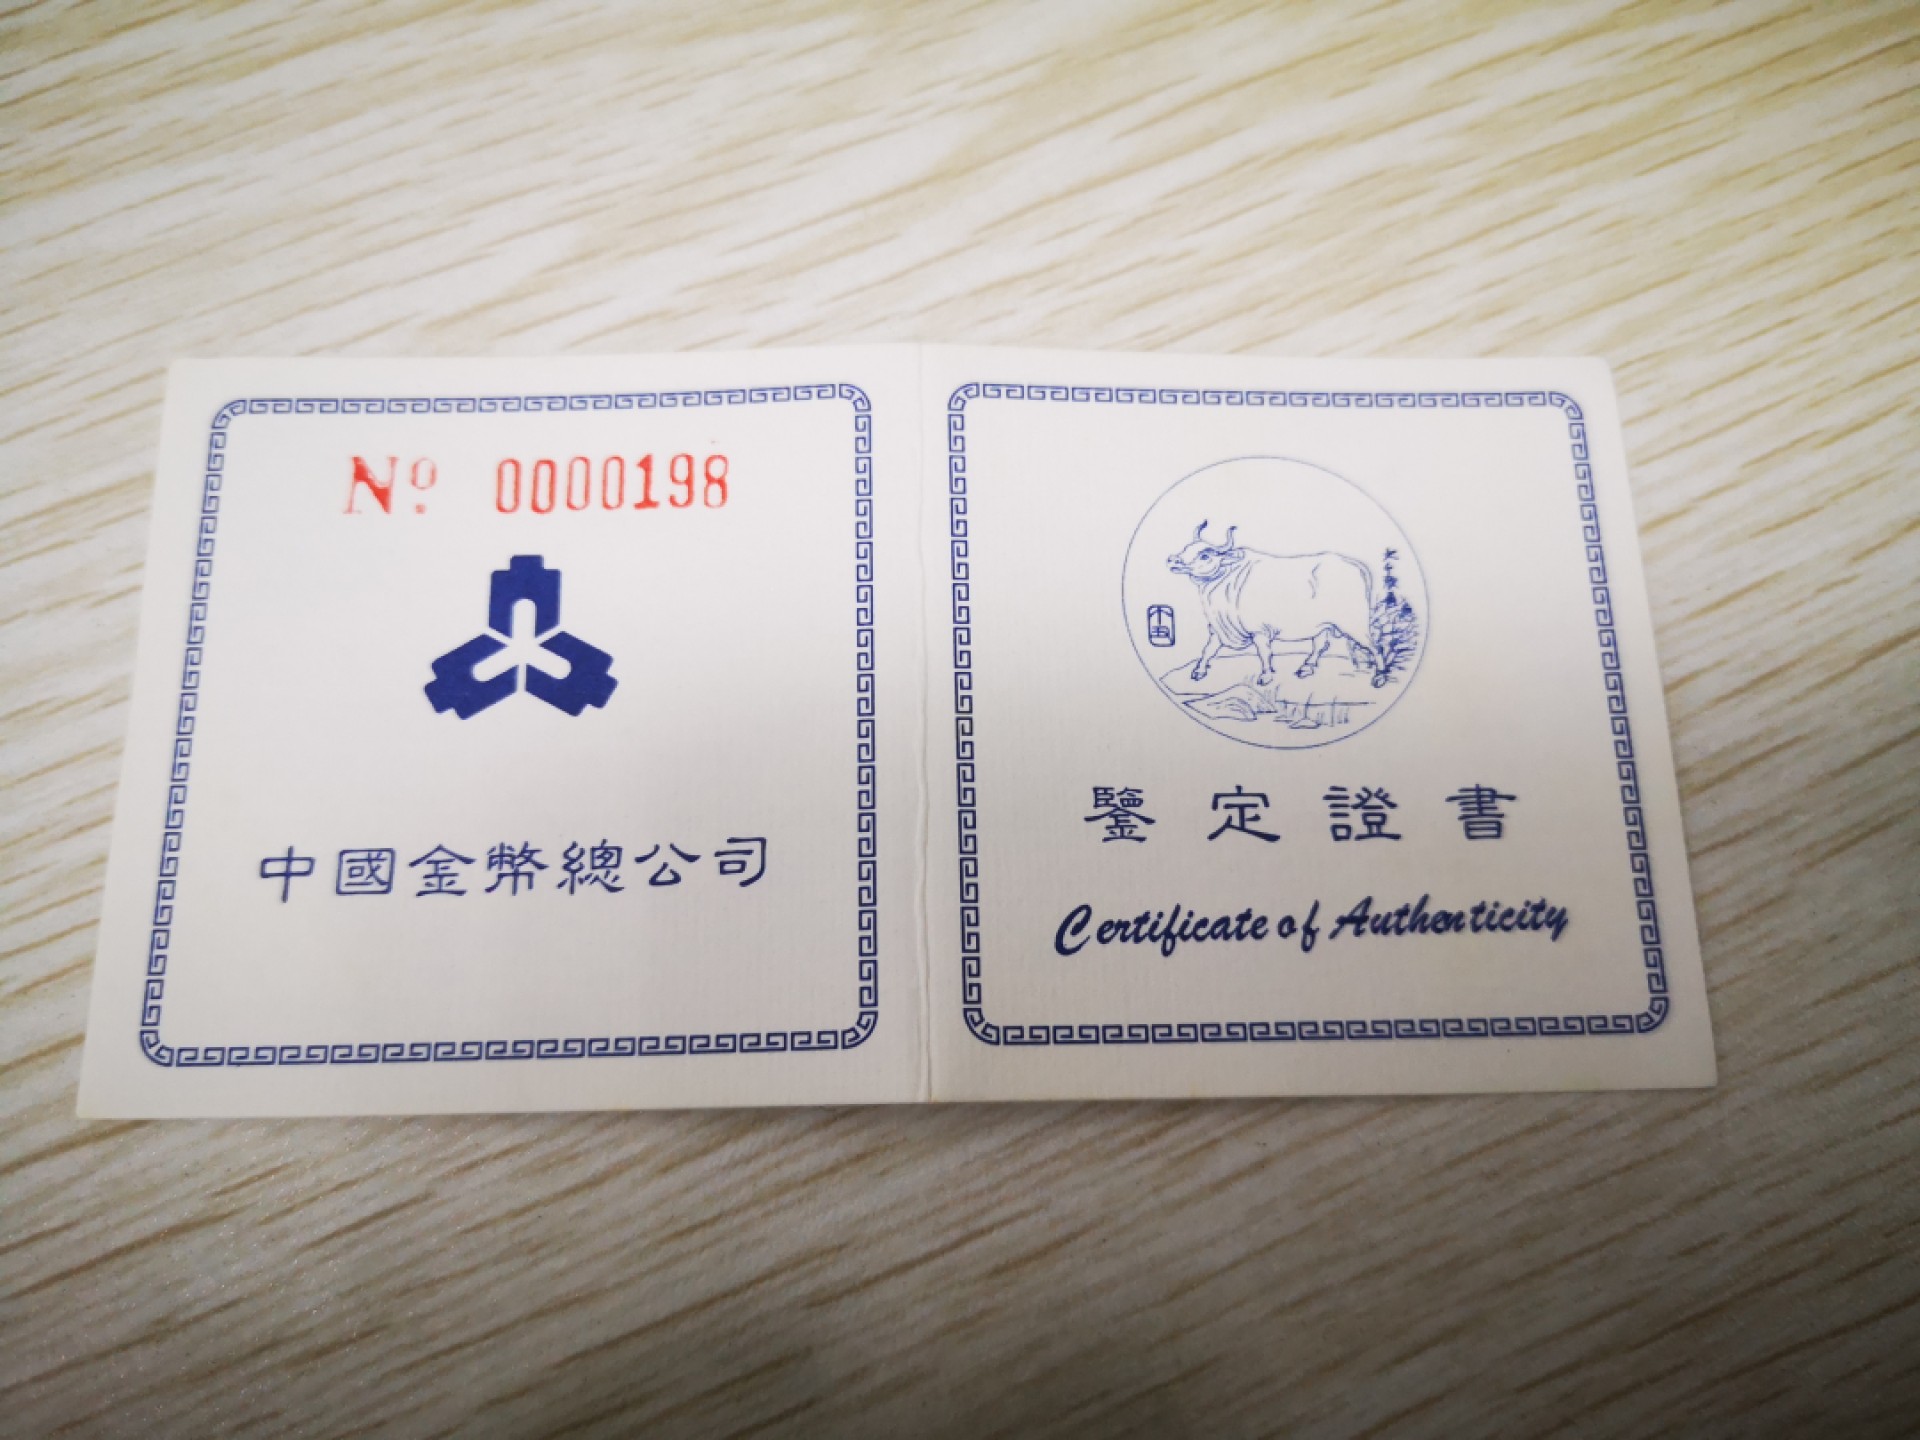 Nº 0000198
中國金幣總公司
鑒定證書
Certificate of Authenticity